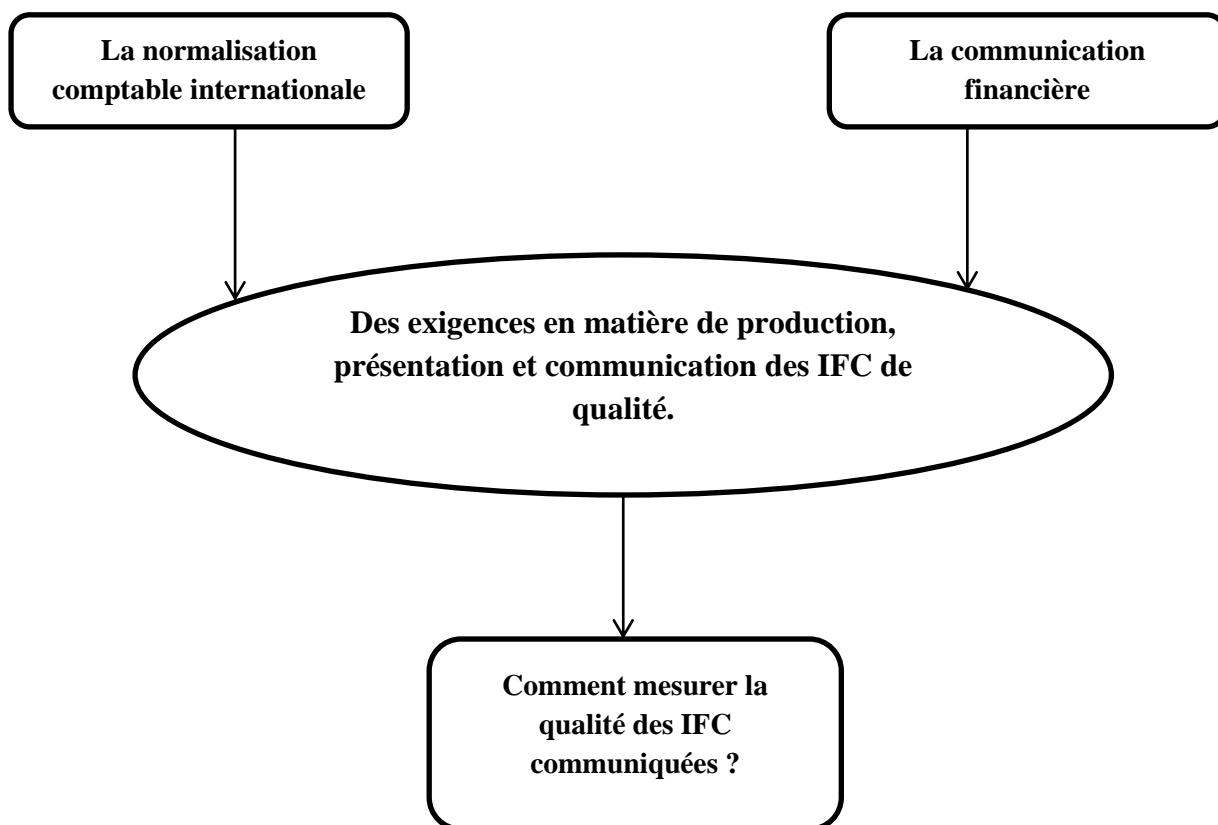 La normalisation
comptable internationale
La communication
financière
Des exigences en matière de production,
présentation et communication des IFC de
qualité.
Comment mesurer la
qualité des IFC
communiquées ?